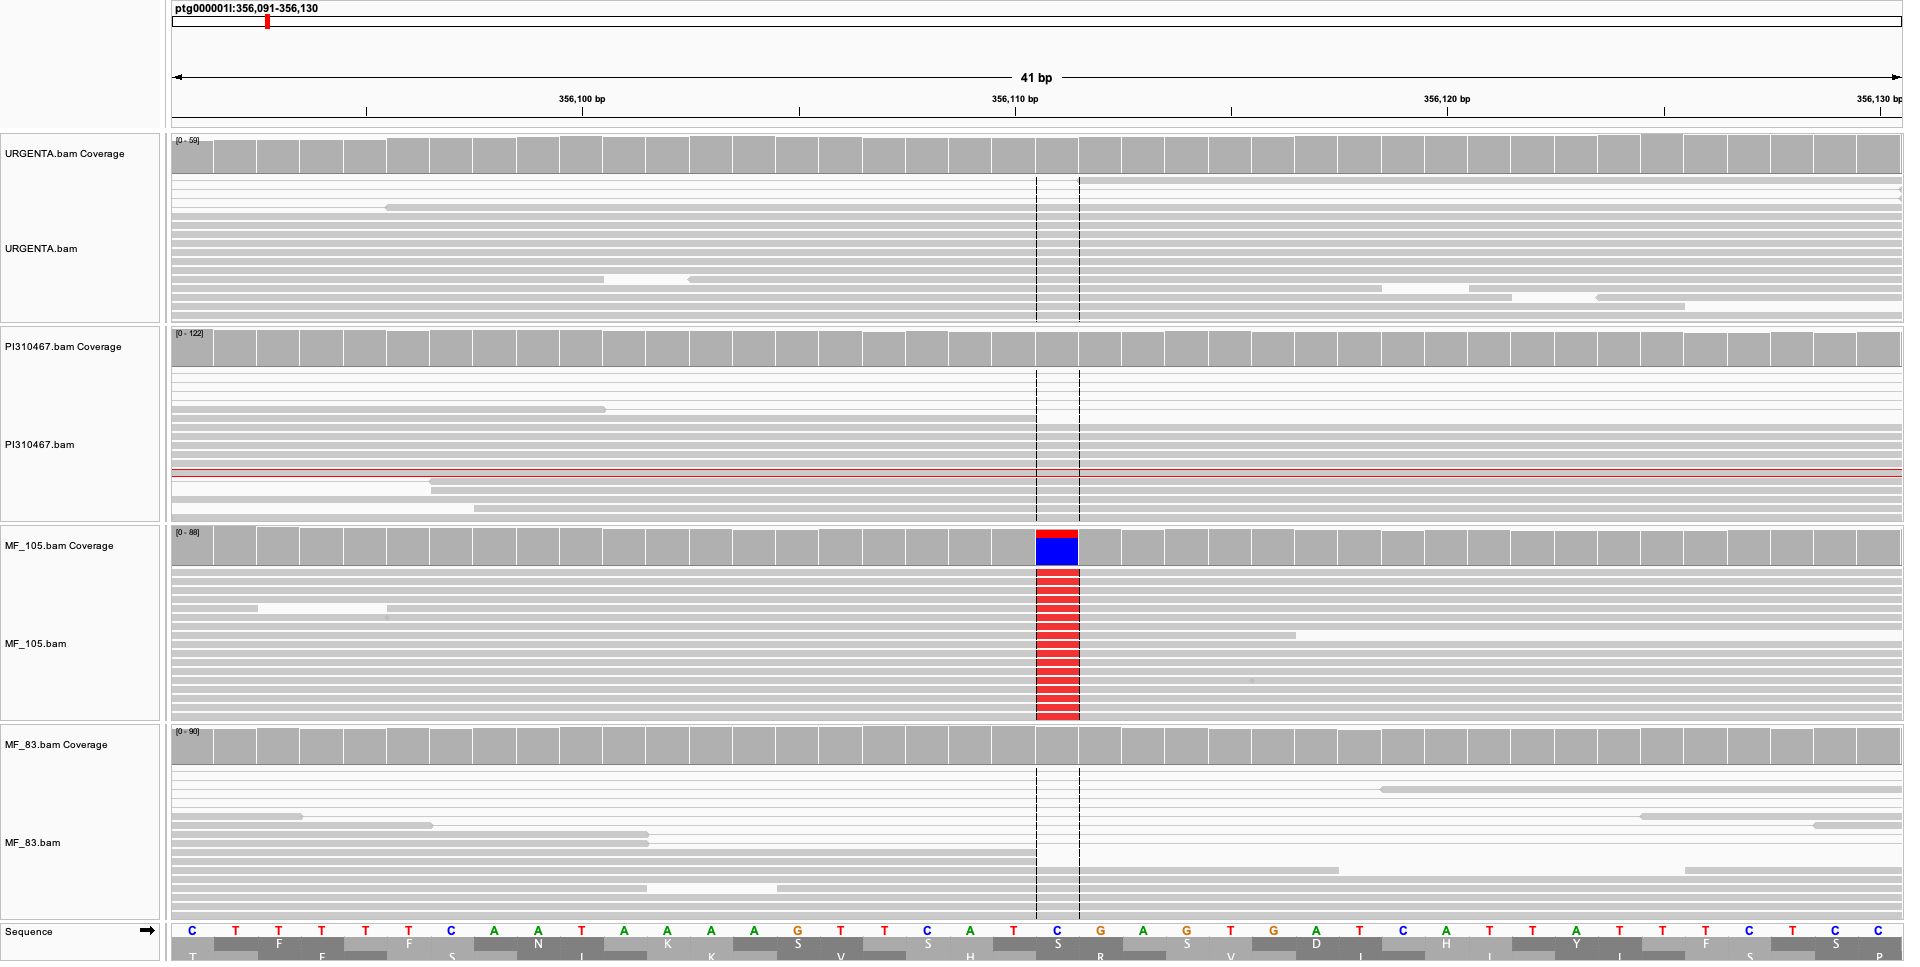 ptg000001l:356,091-356,130
41 bp
356,100 bp 356,110 bp 356,120 bp 356,130 bp
URGENTA.bam Coverage
[0 - 59]
URGENTA.bam
PI310467.bam Coverage
[0 - 122]
PI310467.bam
MF_105.bam Coverage
[0 - 88]
MF_105.bam
MF_83.bam Coverage
[0 - 90]
MF_83.bam
Sequence
C T T T T T C A A T A A A A G T T C A T C G A G T G A T C A T T A T T T C T C C
F F N K S S S S D H Y F S